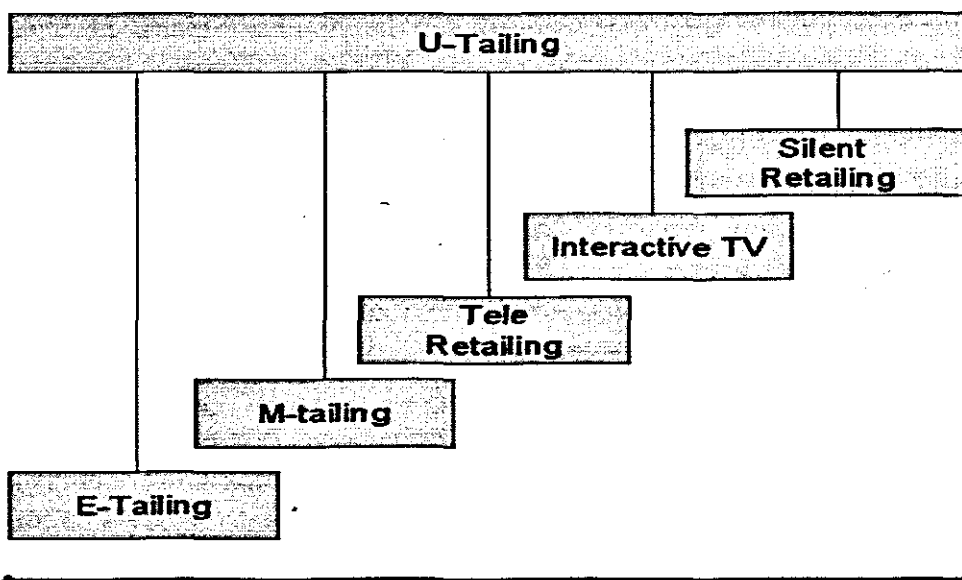 U-Tailing
Silent
Retailing
Interactive TV
Tele
Retailing
M-tailing
E-Tailing